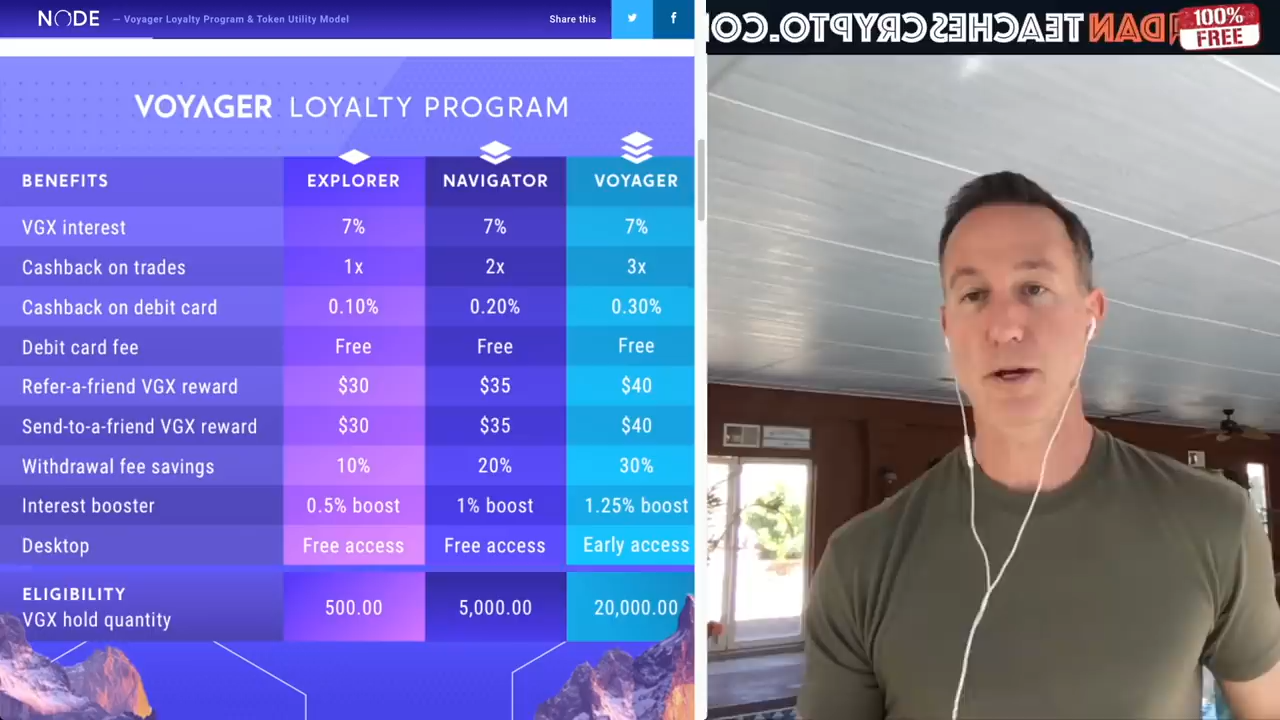 NODE — Voyager Loyalty Program & Token Utility Model Share this
VOYAGER LOYALTY PROGRAM
BENEFITS EXPLORER NAVIGATOR VOYAGER
VGX interest 7% 7% 7%
Cashback on trades 1x 2x 3x
Cashback on debit card 0.10% 0.20% 0.30%
Debit card fee Free Free Free
Refer-a-friend VGX reward $30 $35 $40
Send-to-a-friend VGX reward $30 $35 $40
Withdrawal fee savings 10% 20% 30%
Interest booster 0.5% boost 1% boost 1.25% boost
Desktop Free access Free access Early access
ELIGIBILITY
VGX hold quantity 500.00 5,000.00 20,000.00
DAN TEACHESCRYPTO.CO
100%
FREE